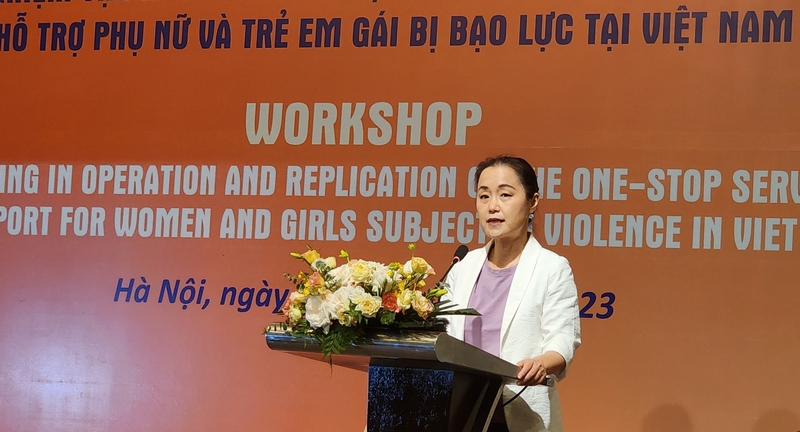 HỖ TRỢ PHỤ NỮ VÀ TRẺ EM GÁI BỊ BẠO LỰC TẠI VIỆT NAM
WORKSHOP
ING IN OPERATION AND REPLICATION ONE-STOP SERV
PORT FOR WOMEN AND GIRLS SUBJEC VIOLENCE IN VIET
Hà Nội, ngày 23